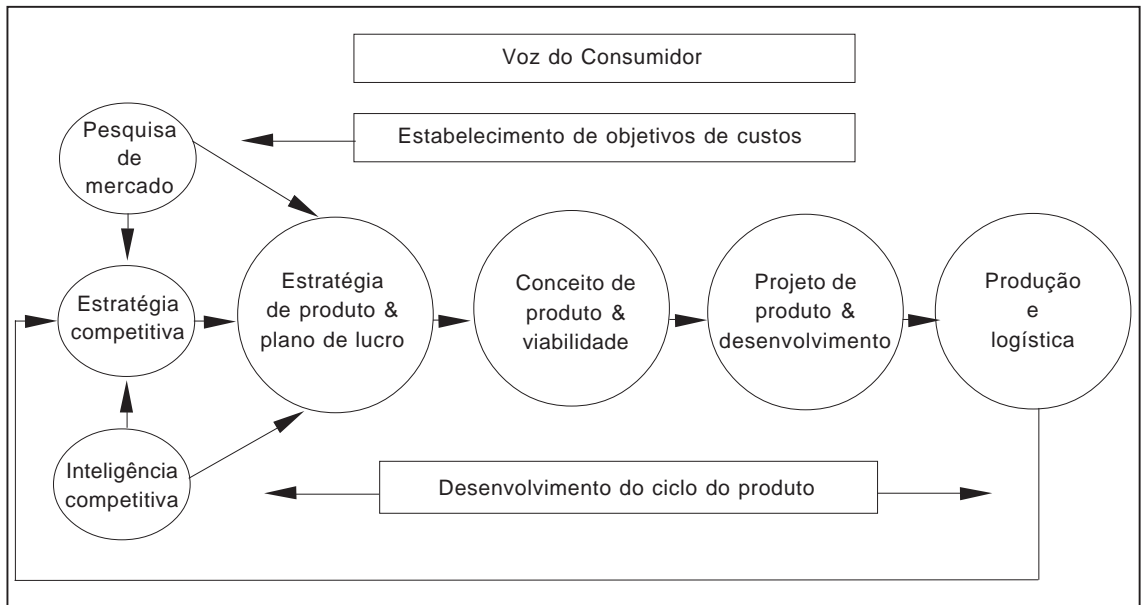 Voz do Consumidor
Estabelecimento de objetivos de custos
Pesquisa
de
mercado
Estratégia
competitiva
Inteligência
competitiva
Estratégia
de produto &
plano de lucro
Conceito de
produto &
viabilidade
Projeto de
produto &
desenvolvimento
Produção
e
logística
Desenvolvimento do ciclo do produto